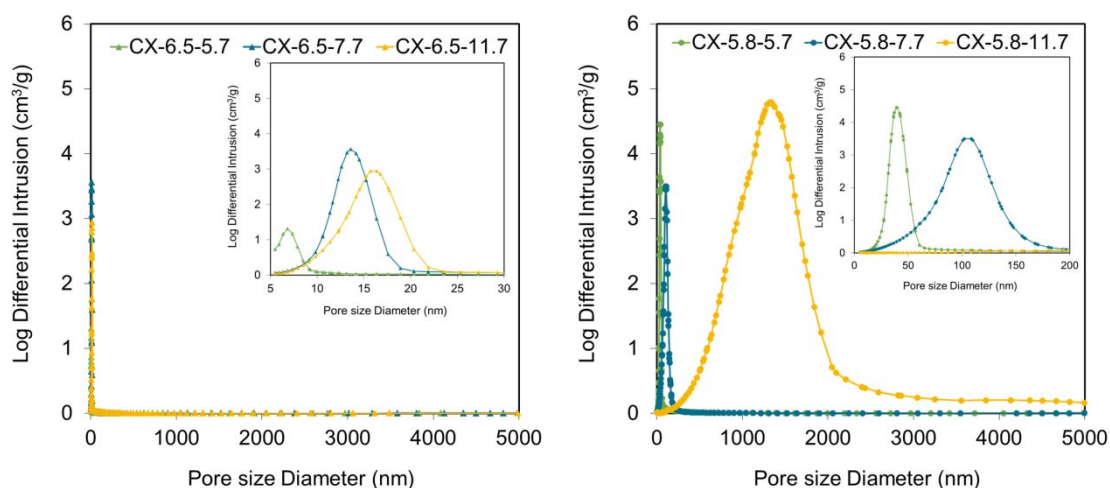 CX-6.5-5.7 CX-6.5-7.7 CX-6.5-11.7
Log Differential Intrusion (cm³/g)
6
5
4
3
2
1
0
0 1000 2000 3000 4000 5000
Pore size Diameter (nm)
Log Differential Intrusion (cm³/g)
6
5
4
3
2
1
0
5 10 15 20 25 30
Pore size Diameter (nm)
CX-5.8-5.7 CX-5.8-7.7 CX-5.8-11.7
Log Differential Intrusion (cm³/g)
6
5
4
3
2
1
0
0 1000 2000 3000 4000 5000
Pore size Diameter (nm)
Log Differential Intrusion (cm³/g)
6
5
4
3
2
1
0
0 50 100 150 200
Pore size Diameter (nm)